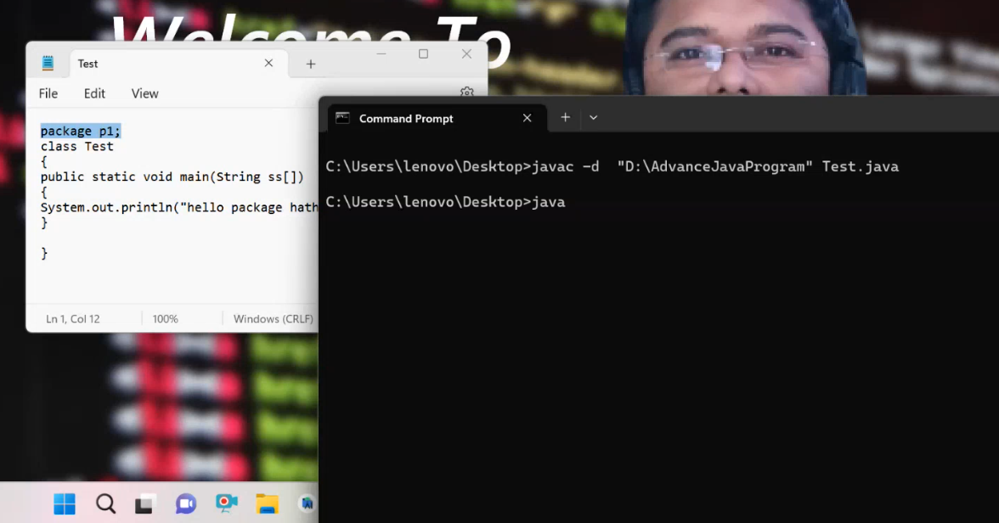 Welcome To
Test
File Edit View
package p1;
class Test
{
public static void main(String ss[])
{
System.out.println("hello package hath
}
}
Ln 1, Col 12 100% Windows (CRLF)
Command Prompt
C:\Users\lenovo\Desktop>javac -d  "D:\AdvanceJavaProgram" Test.java
C:\Users\lenovo\Desktop>java